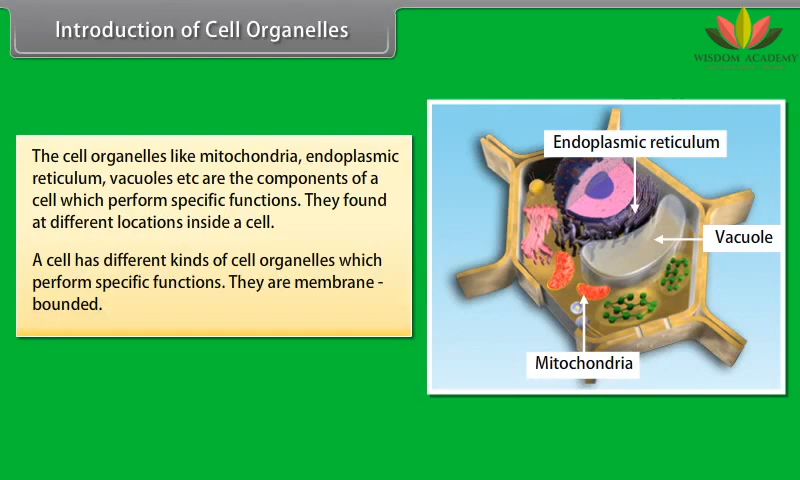 Introduction of Cell Organelles
WISDOM ACADEMY
The cell organelles like mitochondria, endoplasmic
reticulum, vacuoles etc are the components of a
cell which perform specific functions. They found
at different locations inside a cell.
A cell has different kinds of cell organelles which
perform specific functions. They are membrane -
bounded.
Endoplasmic reticulum
Vacuole
Mitochondria